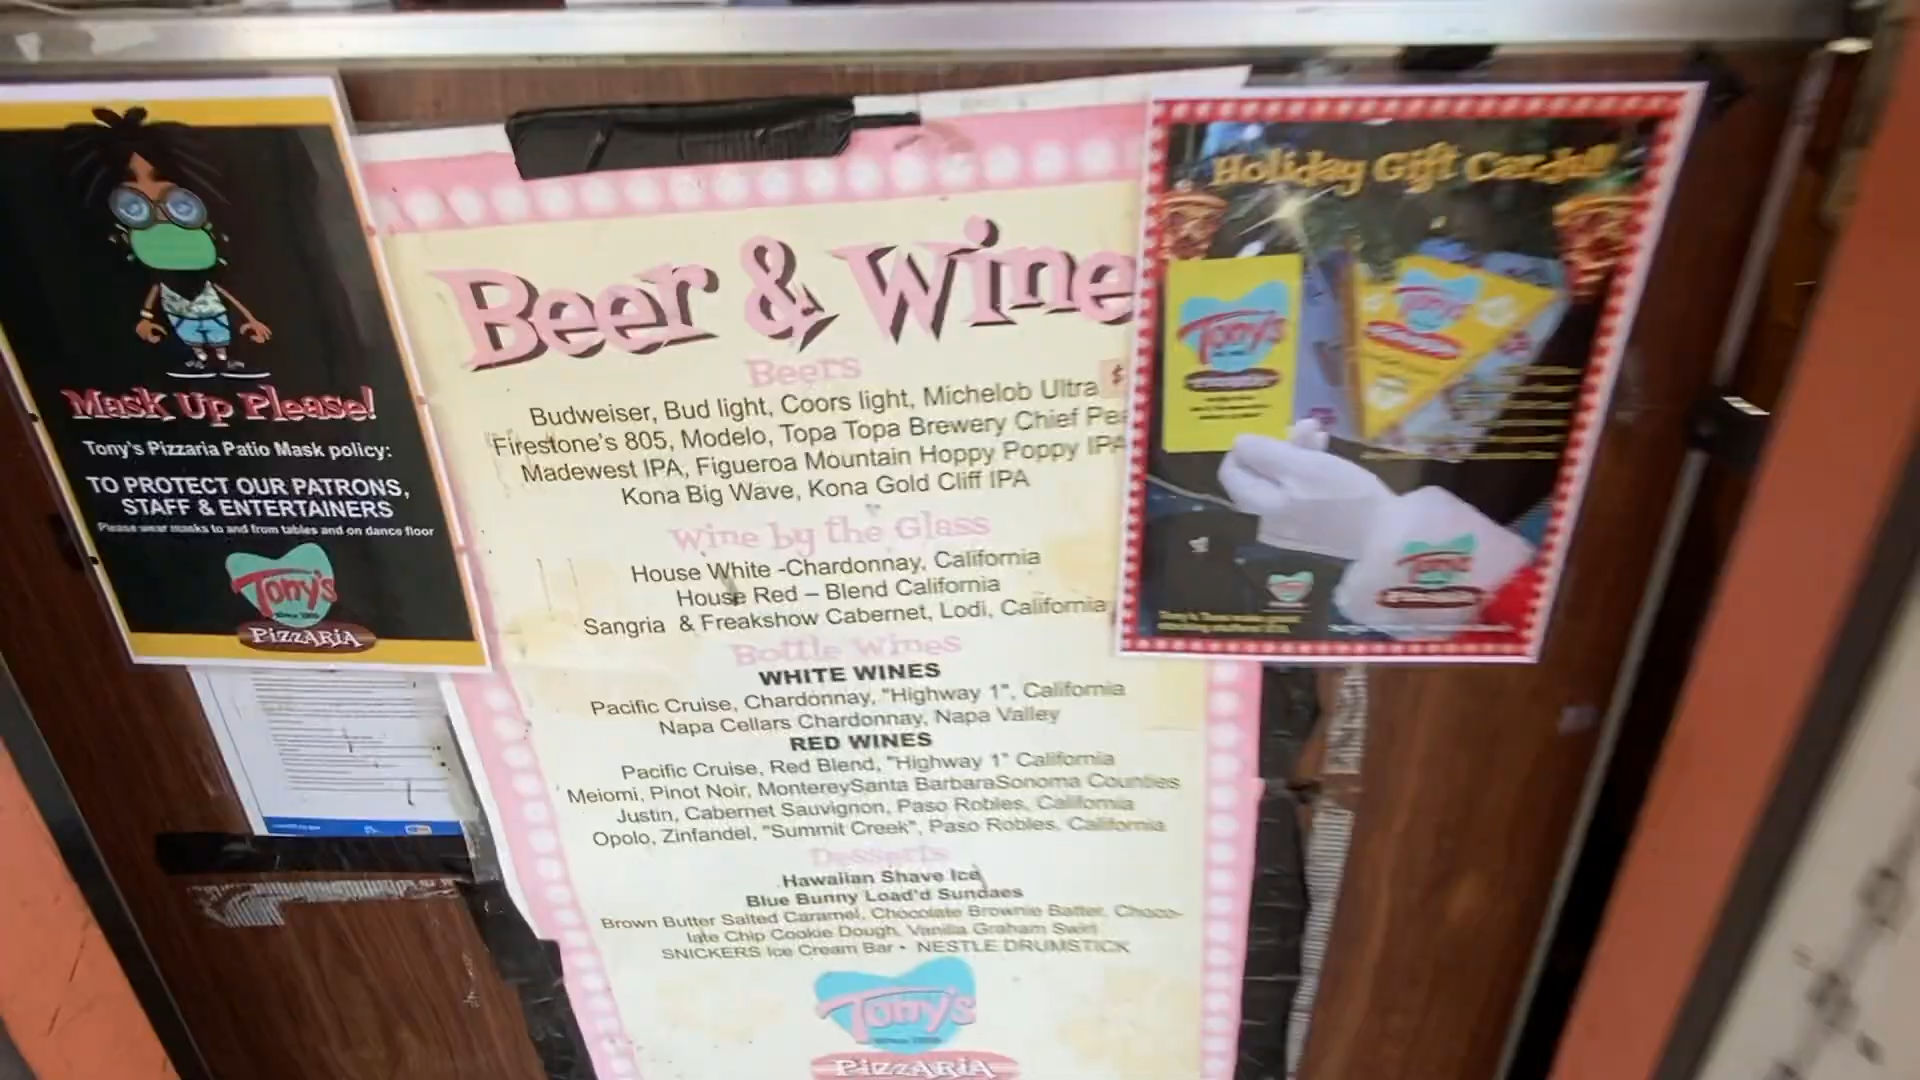 Mask Up Please!
Tony's Pizzaria Patio Mask policy:
TO PROTECT OUR PATRONS,
STAFF & ENTERTAINERS
Please wear masks to and from tables and on dance floor
Tony's
PIZZARIA
Beer & Wine
Beers
$
Budweiser, Bud light, Coors light, Michelob Ultra
Firestone's 805, Modelo, Topa Topa Brewery Chief
Madewest IPA, Figueroa Mountain Hoppy Poppy IPA
Kona Big Wave, Kona Gold Cliff IPA
Wine by the Glass
House White -Chardonnay, California
House Red – Blend California
Sangria & Freakshow Cabernet, Lodi, California
Bottle Wines
WHITE WINES
Pacific Cruise, Chardonnay, "Highway 1", California
Napa Cellars Chardonnay, Napa Valley
RED WINES
Pacific Cruise, Red Blend, "Highway 1" California
Meiomi, Pinot Noir, MontereySanta BarbaraSonoma Counties
Justin, Cabernet Sauvignon, Paso Robles, California
Opolo, Zinfandel, "Summit Creek", Paso Robles, California
Desserts
Hawaiian Shave Ice
Blue Bunny Load'd Sundaes
Brown Butter Salted Caramel, Chocolate Brownie Batter, Choco-
late Chip Cookie Dough, Vanilla Graham Swirl
SNICKERS Ice Cream Bar • NESTLE DRUMSTICK
Tony's
PIZZARIA
Holiday Gift Cards!!
Tony's
Tony's
Tony's